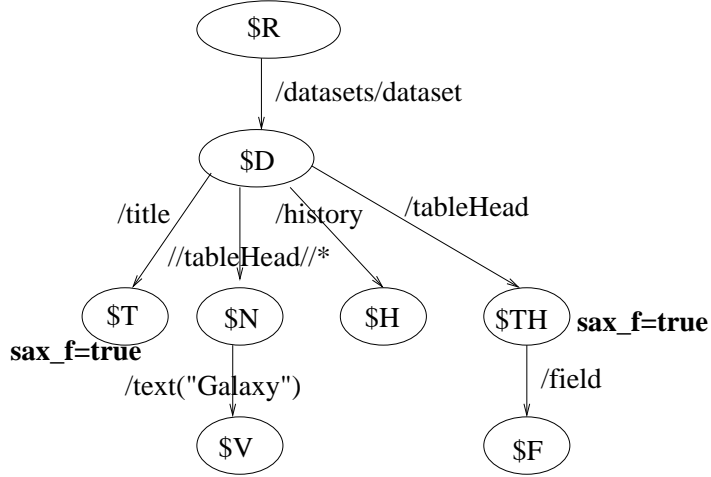 $R
/datasets/dataset
$D
/title
/history
/tableHead
//tableHead//*
$T
$N
$H
$TH
sax_f=true
sax_f=true
/text("Galaxy")
/field
$V
$F